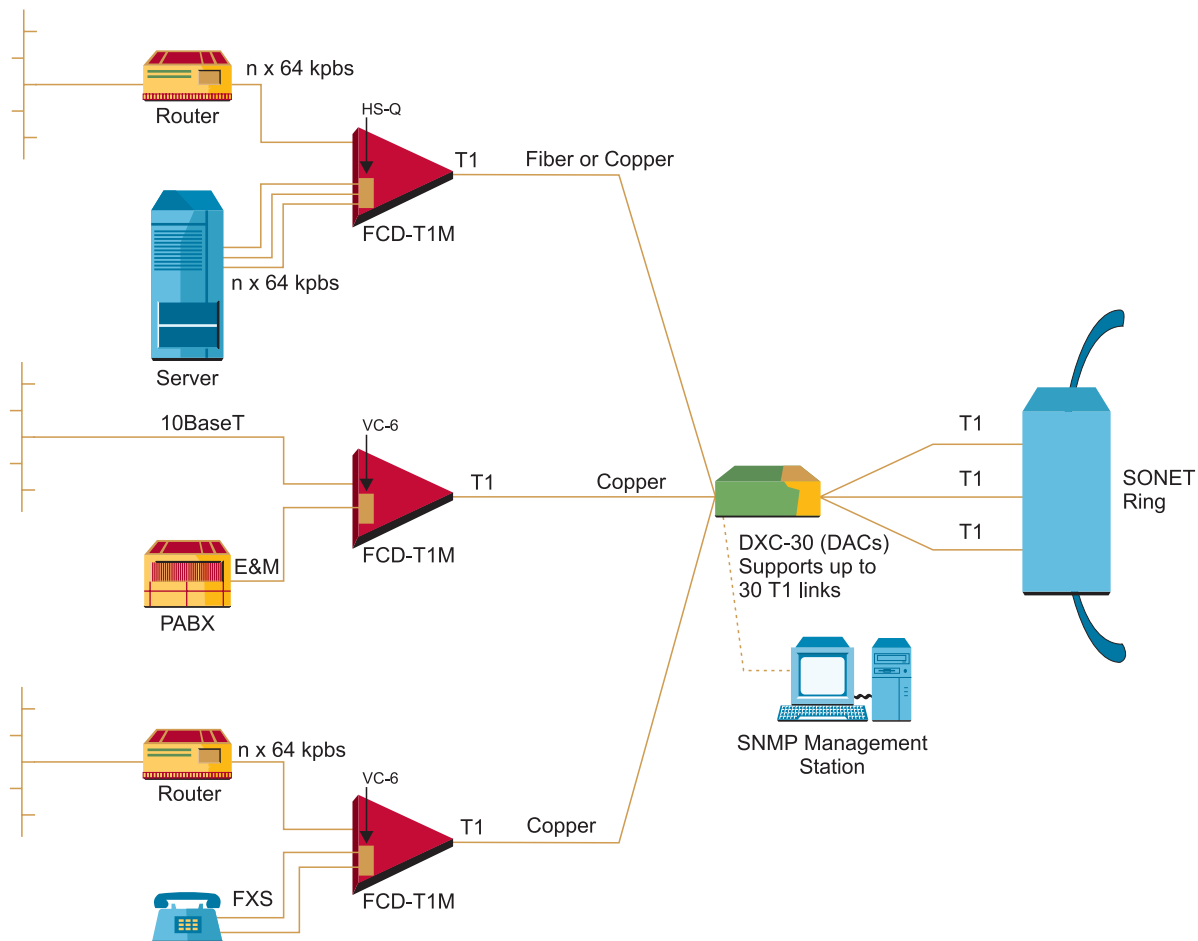 n x 64 kpbs
Router
HS-Q
T1
Fiber or Copper
FCD-T1M
n x 64 kpbs
Server
10BaseT
VC-6
T1
Copper
FCD-T1M
E&M
PABX
T1
T1
T1
SONET
Ring
DXC-30 (DACs)
Supports up to
30 T1 links
SNMP Management
Station
n x 64 kpbs
Router
VC-6
T1
Copper
FCD-T1M
FXS